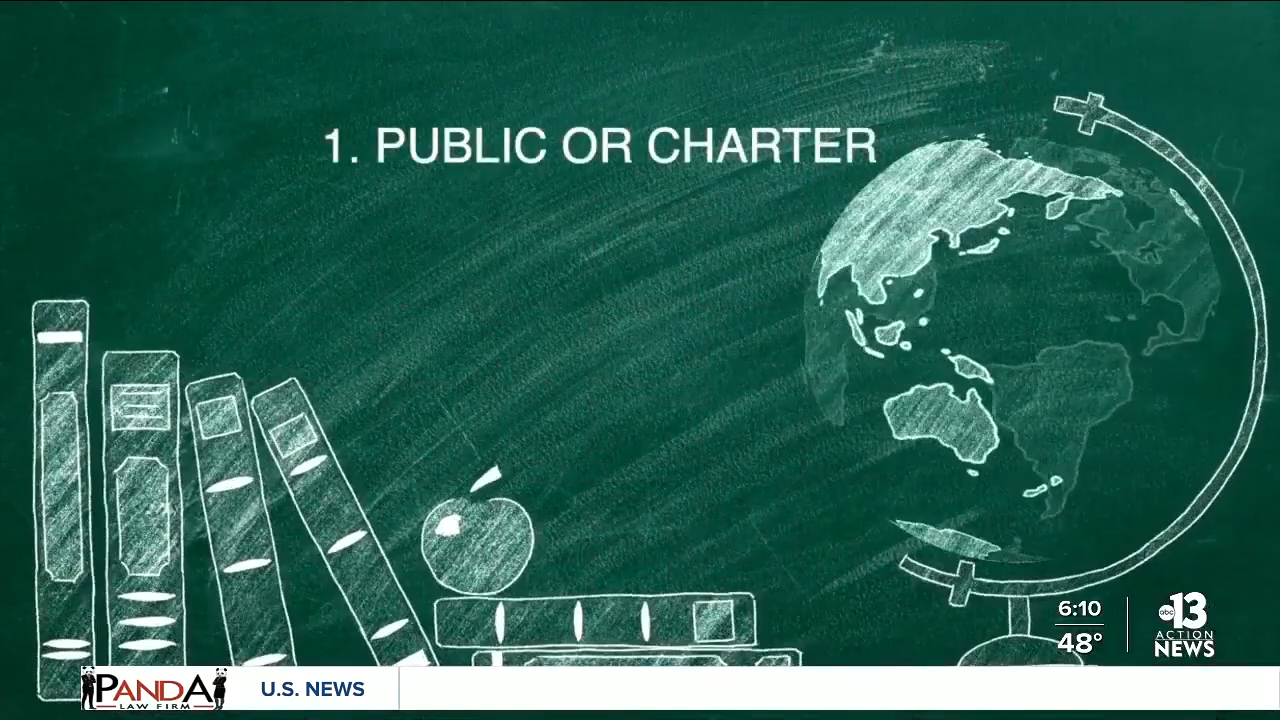 1. PUBLIC OR CHARTER
6:10
48°
abc 13
ACTION
NEWS
PANDA
LAW FIRM
U.S. NEWS